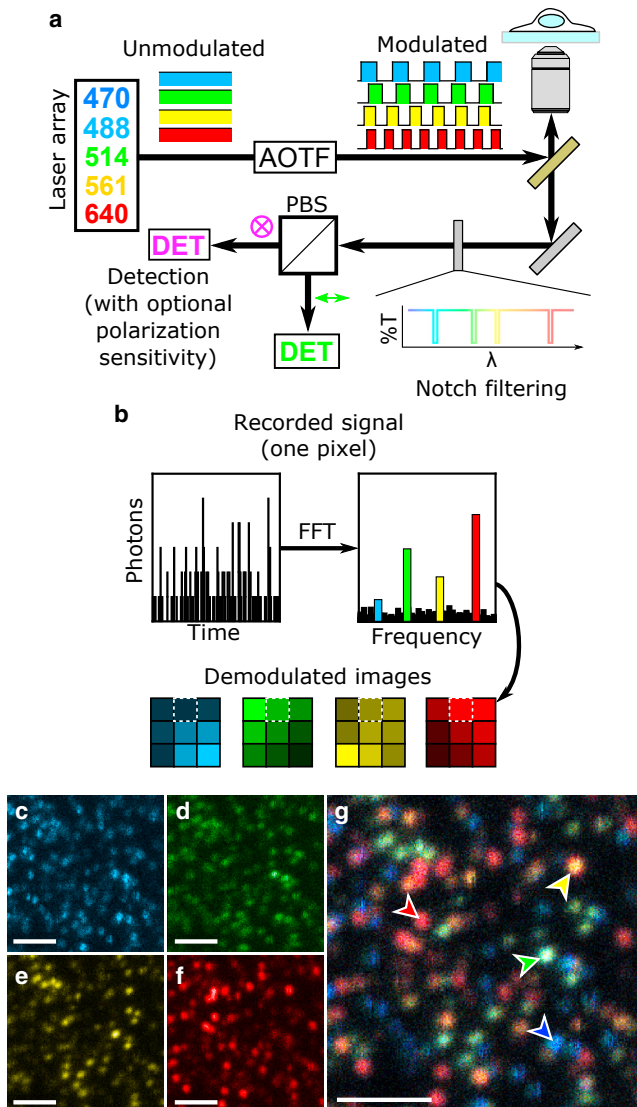 a
Unmodulated
Modulated
Laser array
470
488
514
561
640
AOTF
PBS
DET
Detection
(with optional
polarization
sensitivity)
DET
%T
λ
Notch filtering
b
Recorded signal
(one pixel)
Photons
FFT
Time
Frequency
Demodulated images
c
d
g
e
f